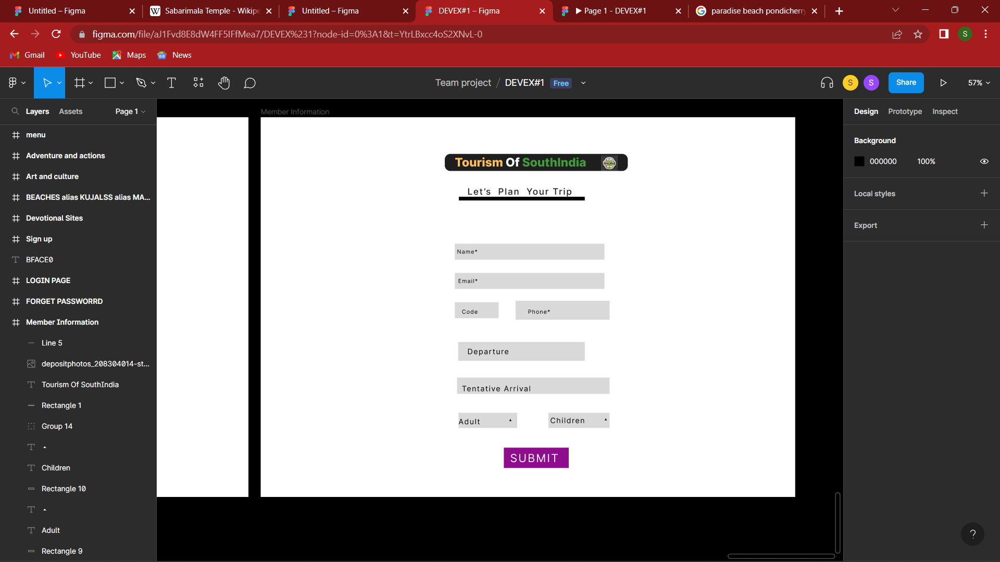 Untitled – Figma
Sabarimala Temple - Wikipe
Untitled – Figma
DEVEX#1 – Figma
Page 1 - DEVEX#1
paradise beach pondicherry
figma.com/file/aJ1Fvd8E8dW4FF5IFfMea7/DEVEX%231?node-id=0%3A1&t=YtrLBxcc4oS2XNvL-0
S
Gmail
YouTube
Maps
News
Team project / DEVEX#1 Free
S
S
Share
57%
Layers
Assets
Page 1
menu
Adventure and actions
Art and culture
BEACHES alias KUJALSS alias MA...
Devotional Sites
Sign up
BFACE0
LOGIN PAGE
FORGET PASSWORRD
Member Information
Line 5
depositphotos_208304014-st...
Tourism Of SouthIndia
Rectangle 1
Group 14
Children
Rectangle 10
Adult
Rectangle 9
Member Information
Tourism Of SouthIndia
Let's Plan Your Trip
Name*
Email*
Code
Phone*
Departure
Tentative Arrival
Adult
Children
SUBMIT
Design
Prototype
Inspect
Background
000000
100%
Local styles
Export
?